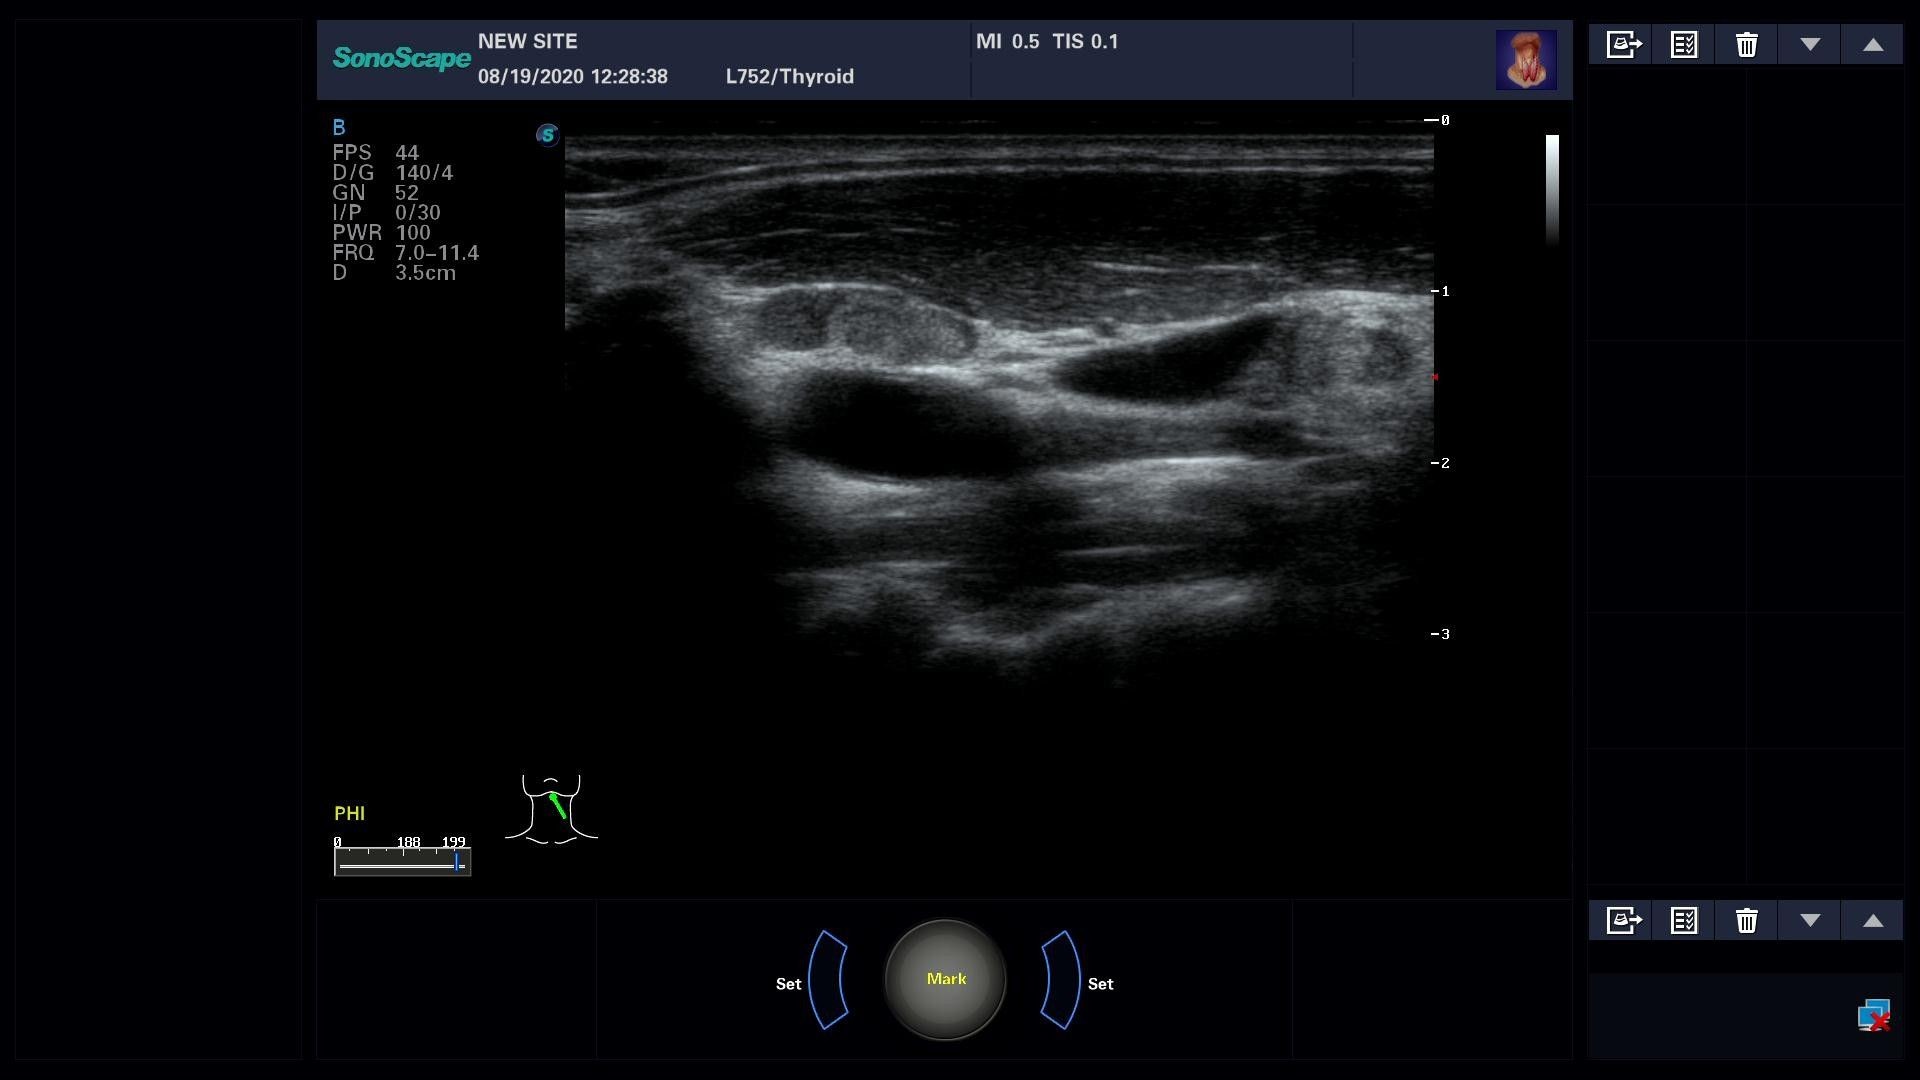 SonoScape
NEW SITE
08/19/2020 12:28:38
L752/Thyroid
MI 0.5 TIS 0.1
B
FPS 44
D/G 140/4
GN 52
I/P 0/30
PWR 100
FRQ 7.0-11.4
D 3.5cm
S
0
1
2
3
PHI
0 188 199
Set
Mark
Set